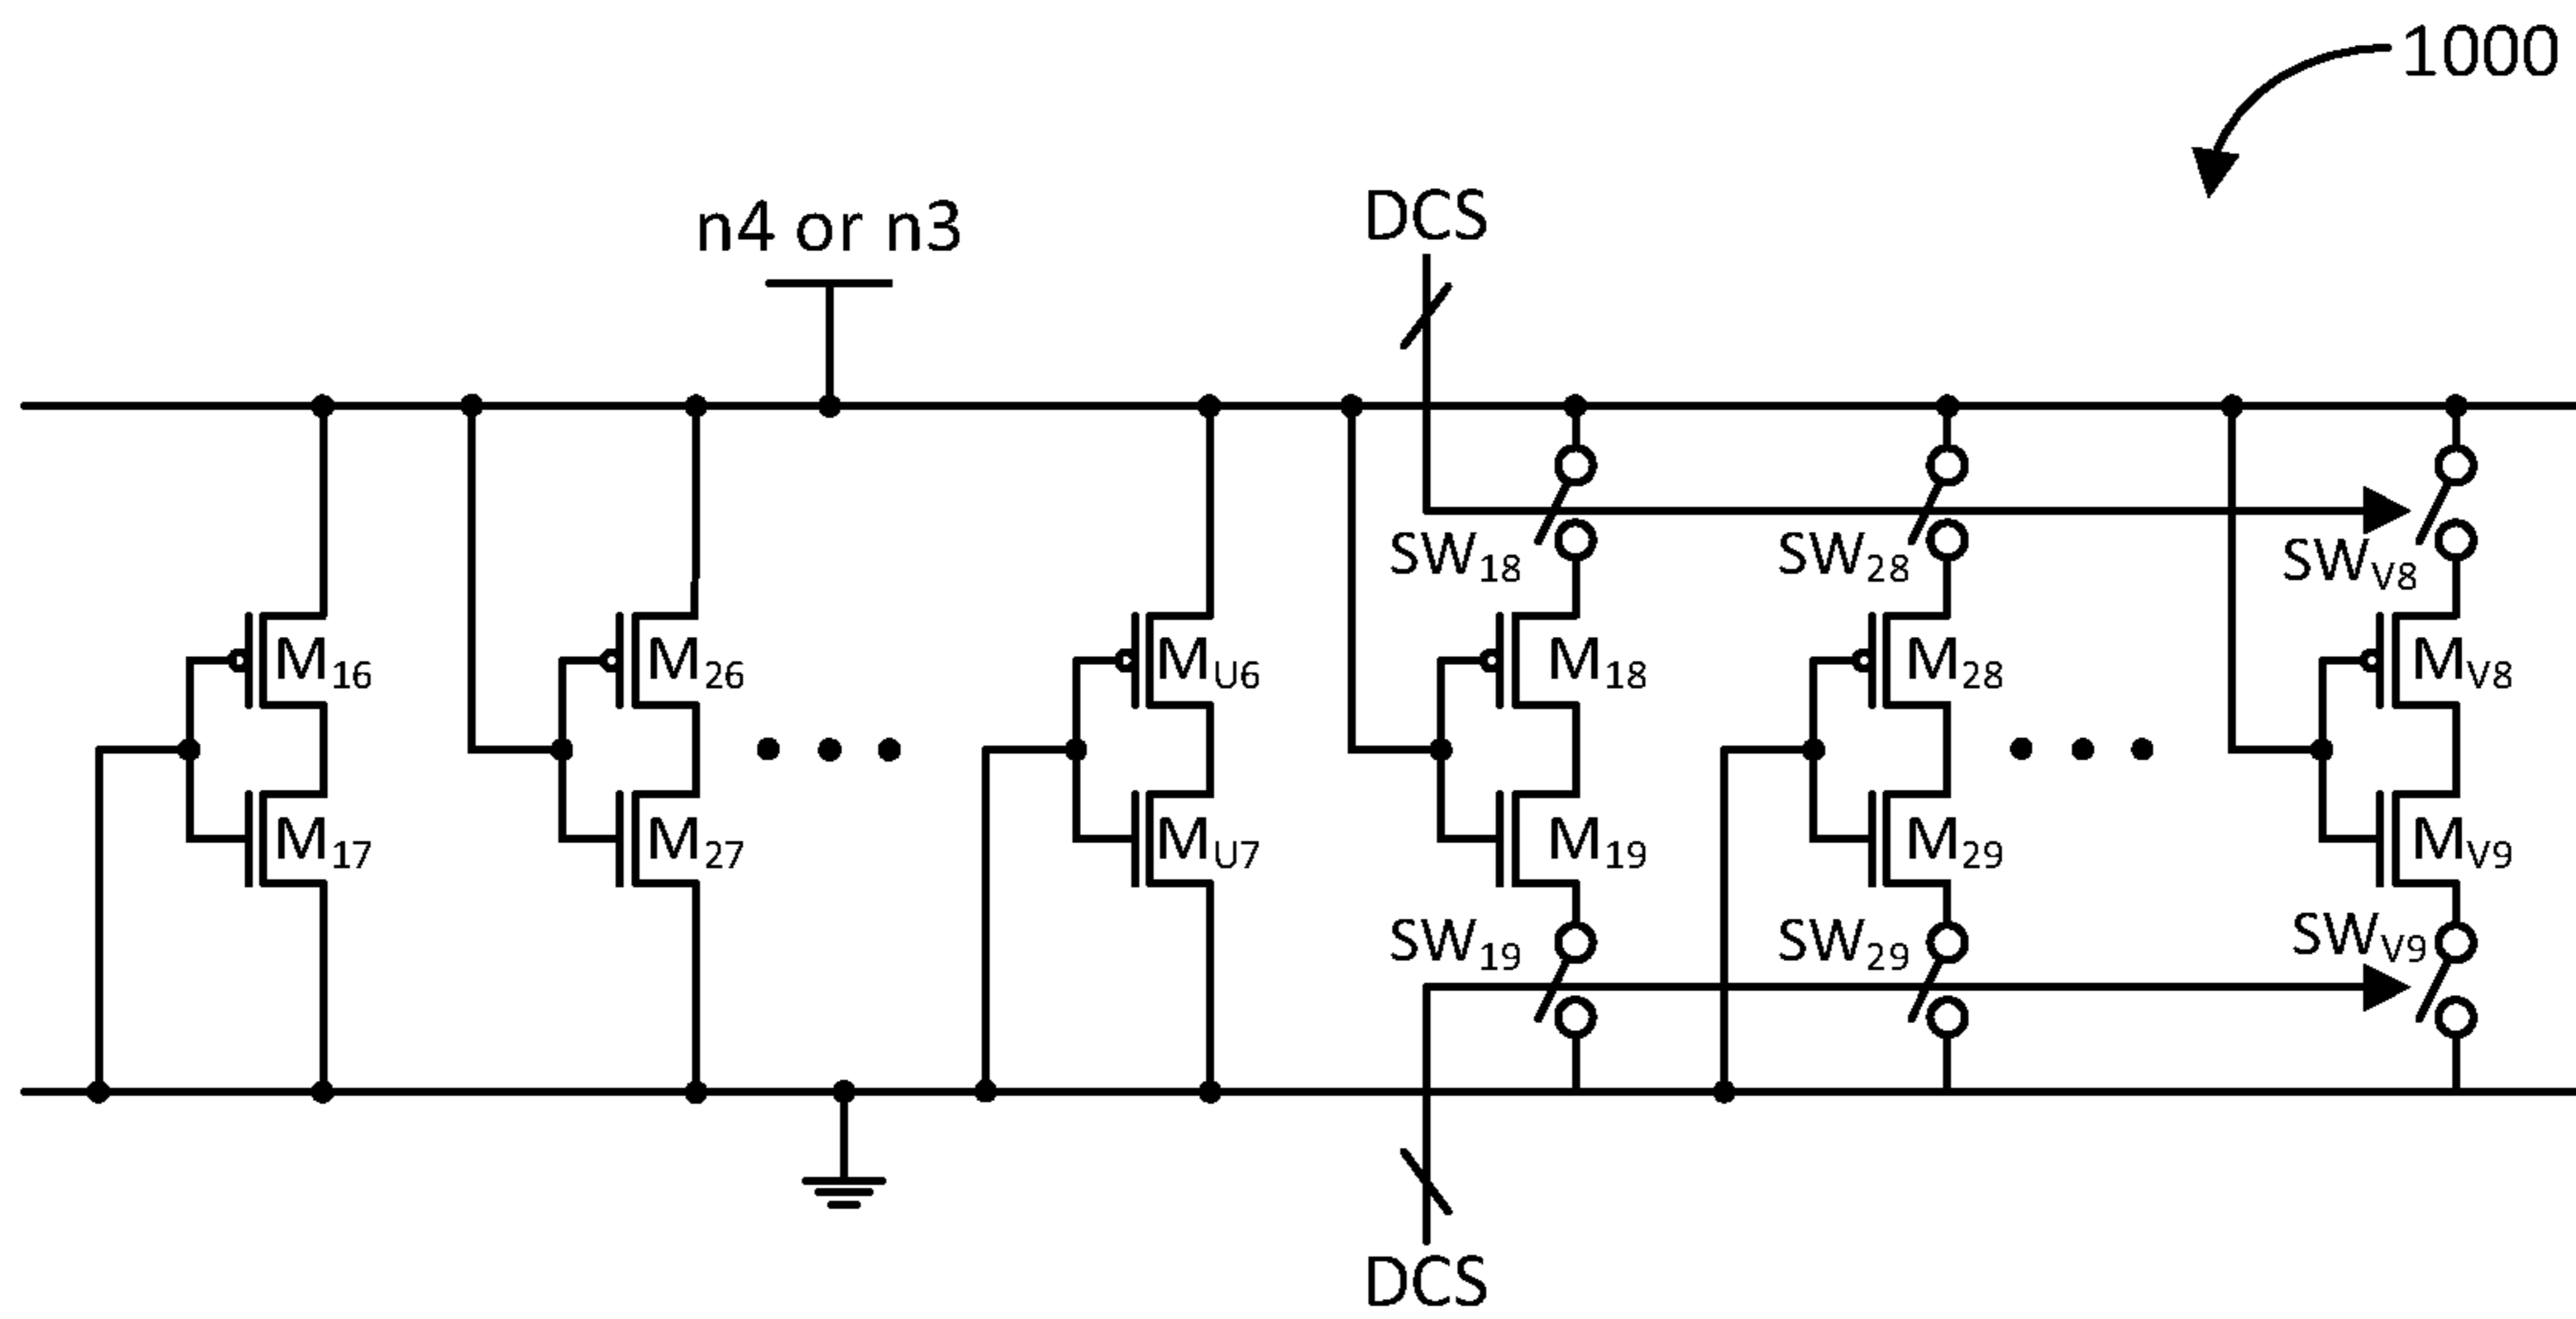 1000
n4 or n3
DCS
SW18
SW28
SWV8
M16
M26
MU6
M18
M28
MV8
M17
M27
MU7
M19
M29
MV9
SW19
SW29
SWV9
DCS